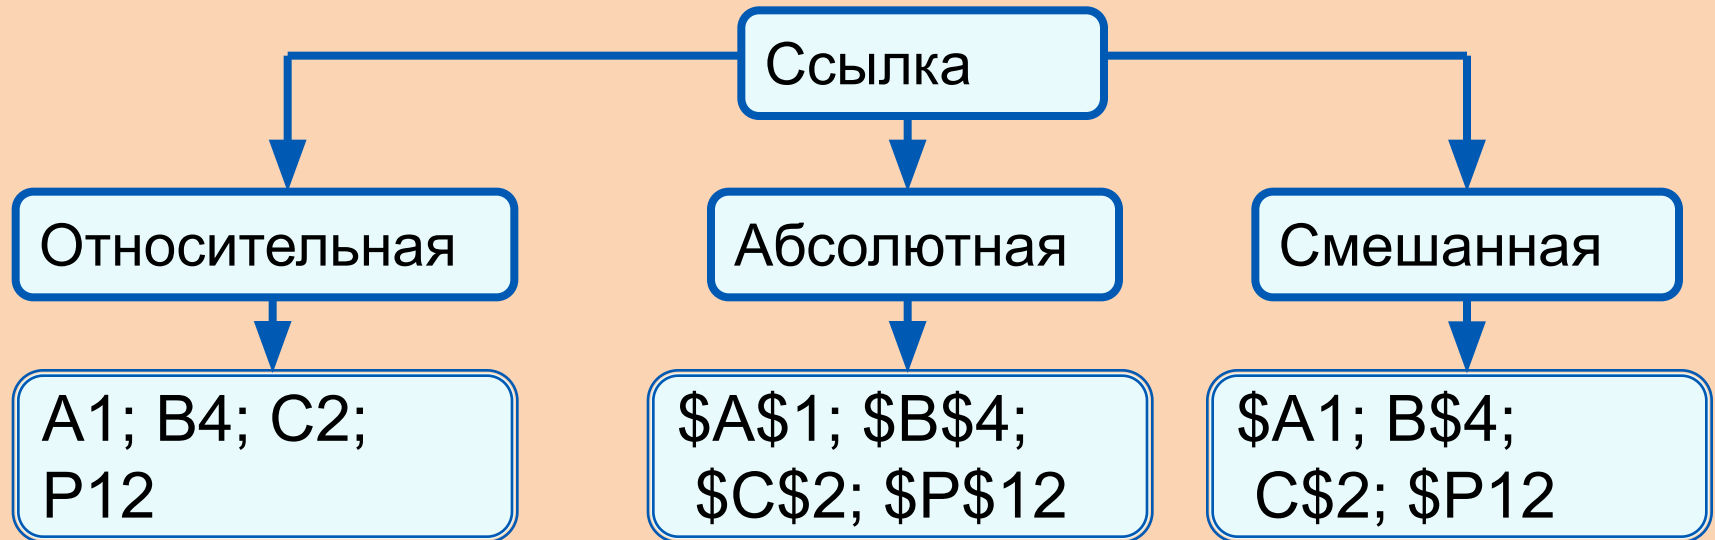 Ссылка
Относительная
Абсолютная
Смешанная
A1; B4; C2;
P12
$A$1; $B$4;
$C$2; $P$12
$A1; B$4;
C$2; $P12